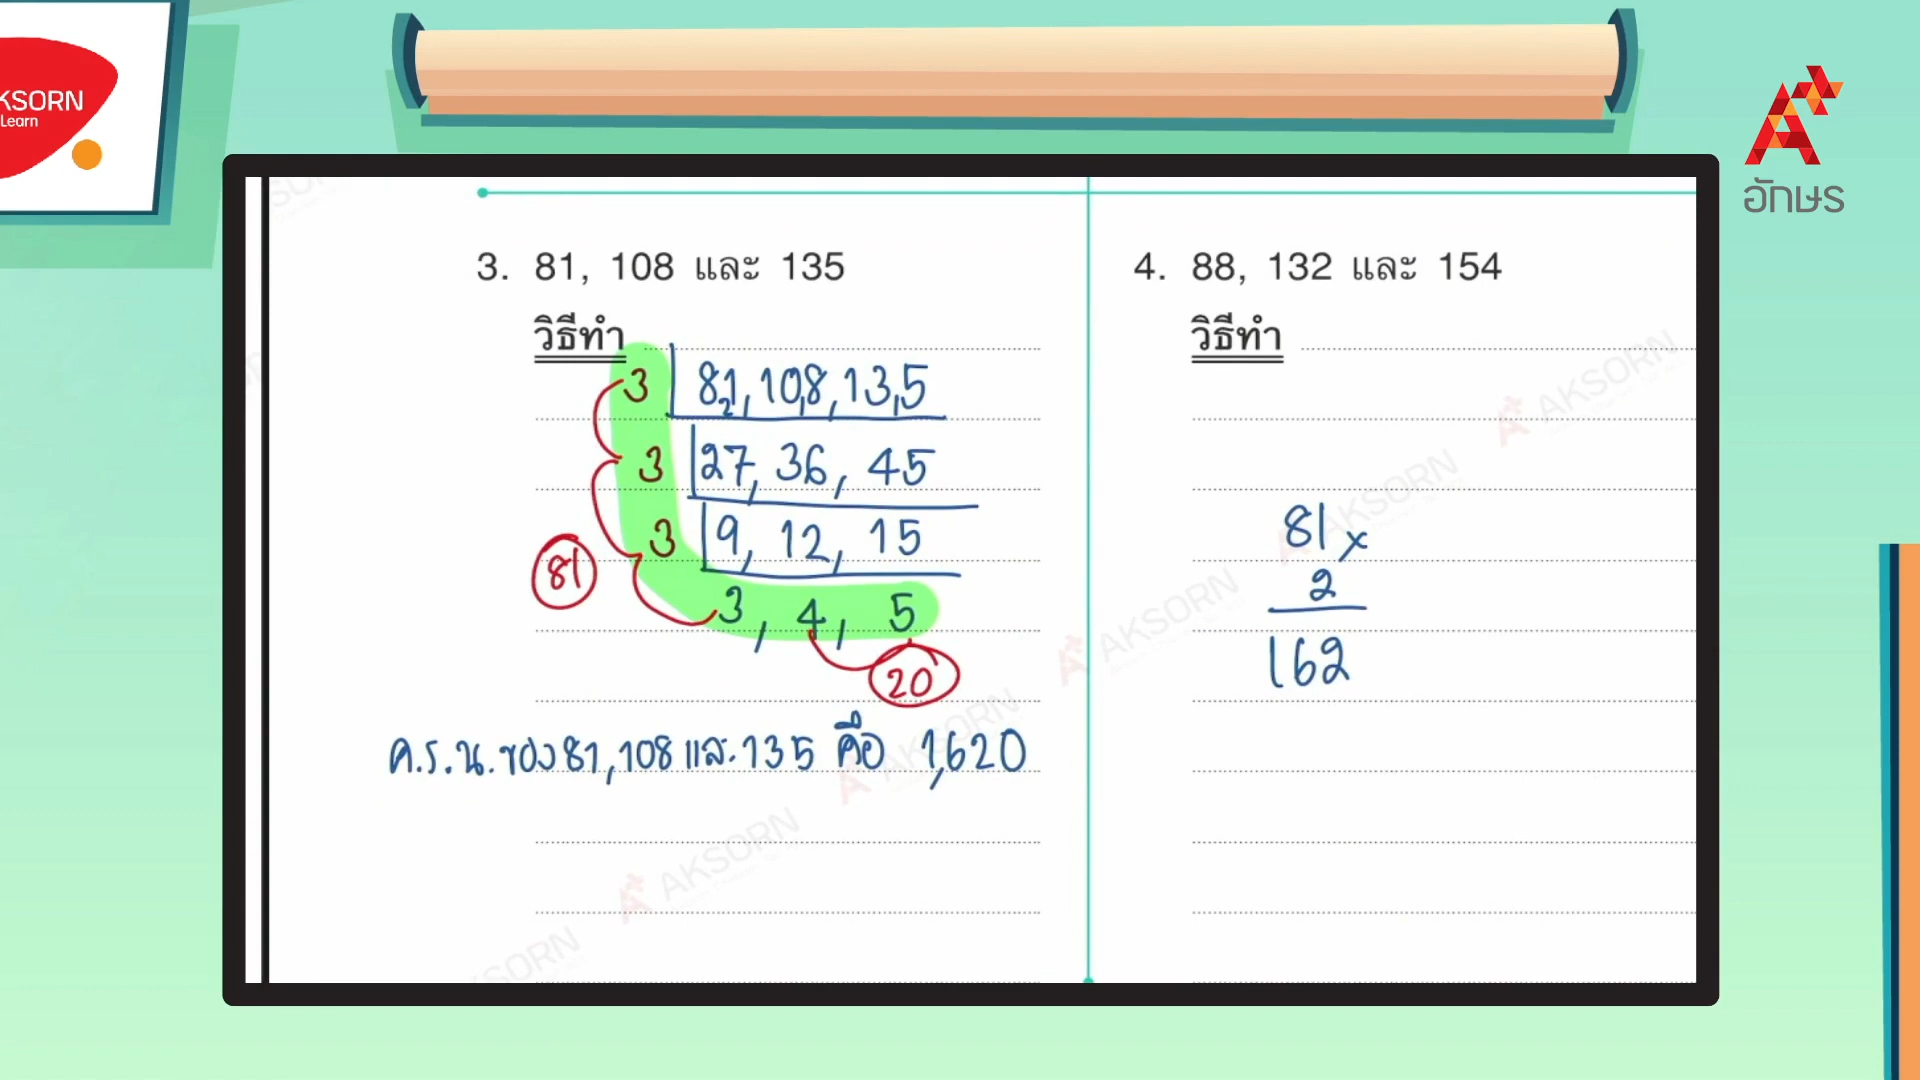 KSORN
Learn
อักษร
3. 81, 108 และ 135
วิธีทำ
3 81, 108, 135
2
3 27, 36, 45
3 9, 12, 15
81
3, 4, 5
20
ค.ร.น. ของ 81, 108 และ 135 คือ 1,620
4. 88, 132 และ 154
วิธีทำ
81 ×
2
162
AKSORN
AKSORN
AKSORN
AKSORN
AKSORN